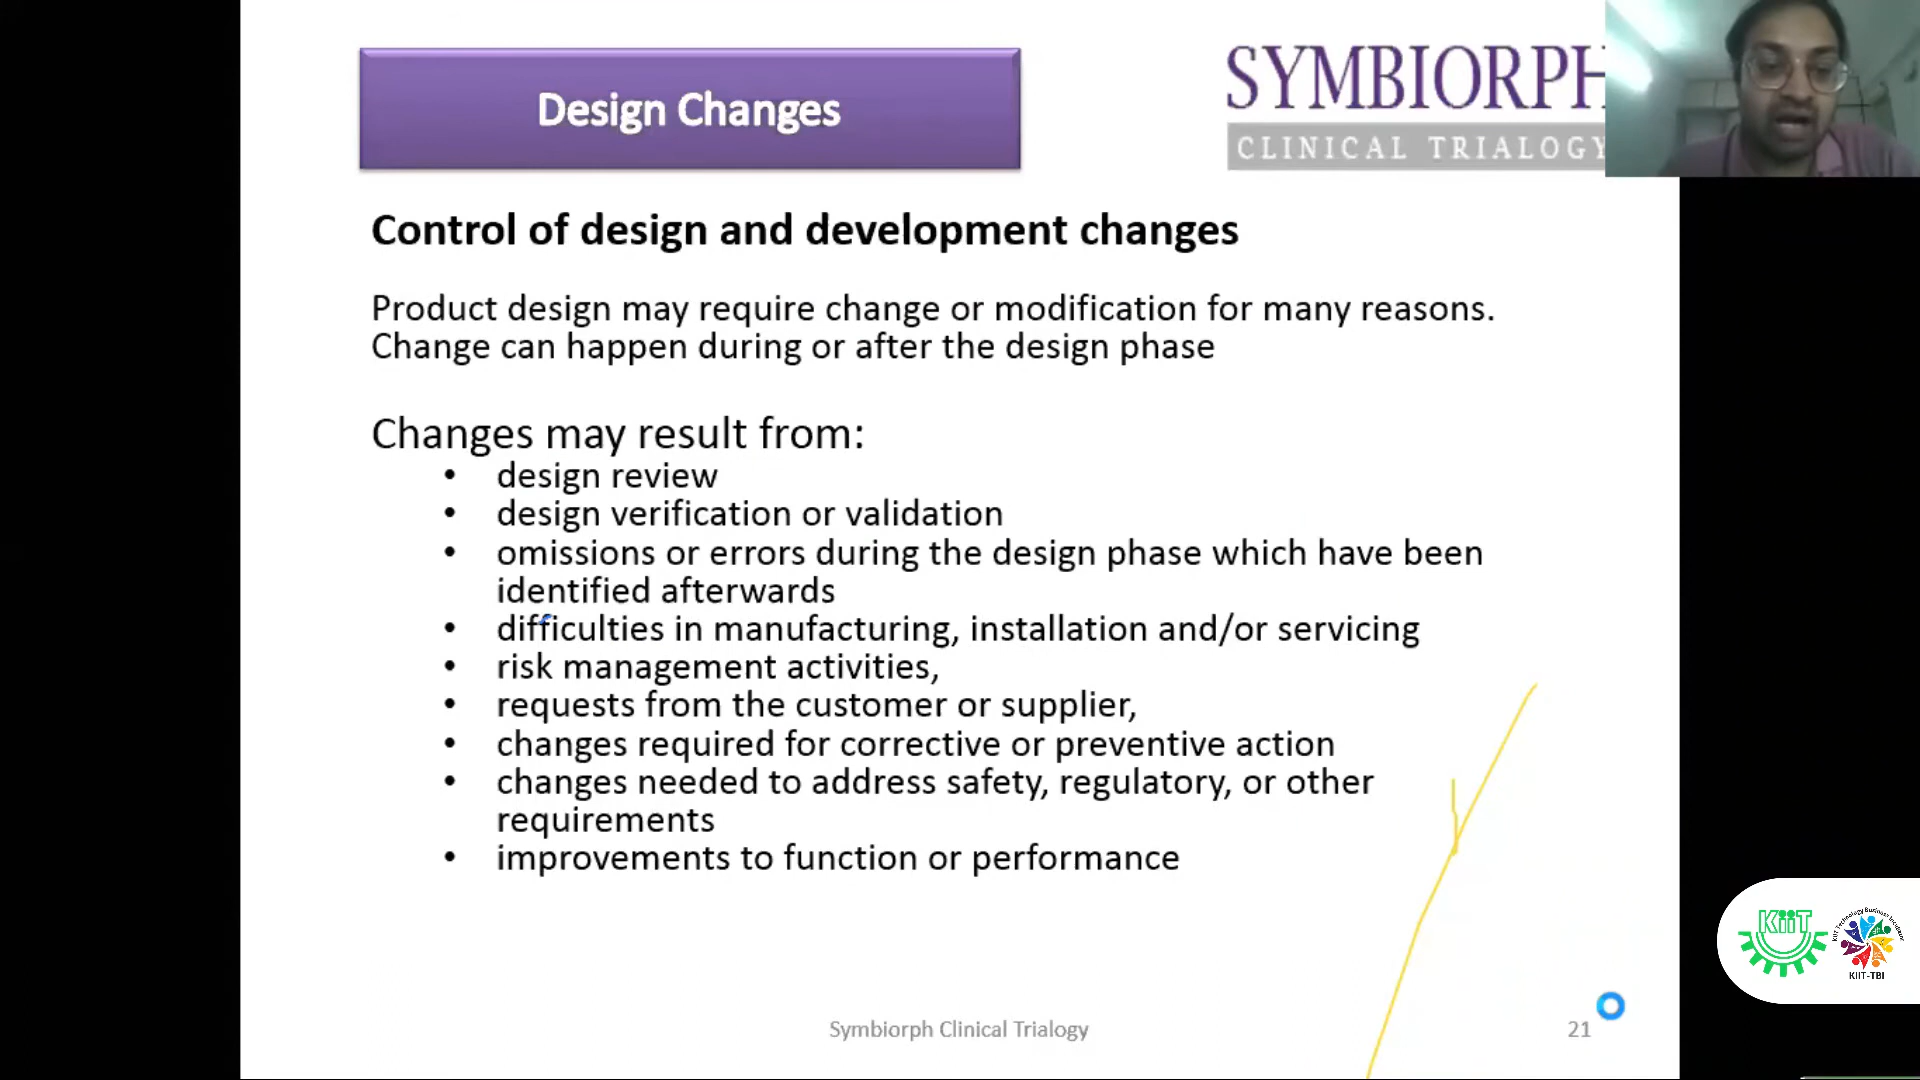 Design Changes
SYMBIORPH
CLINICAL TRIALOGY
Control of design and development changes
Product design may require change or modification for many reasons.
Change can happen during or after the design phase
Changes may result from:
• design review
• design verification or validation
• omissions or errors during the design phase which have been
identified afterwards
• difficulties in manufacturing, installation and/or servicing
• risk management activities,
• requests from the customer or supplier,
• changes required for corrective or preventive action
• changes needed to address safety, regulatory, or other
requirements
• improvements to function or performance
KiiT
KIIT Technology Business Incubator
KIIT-TBI
Symbiorph Clinical Trialogy
21